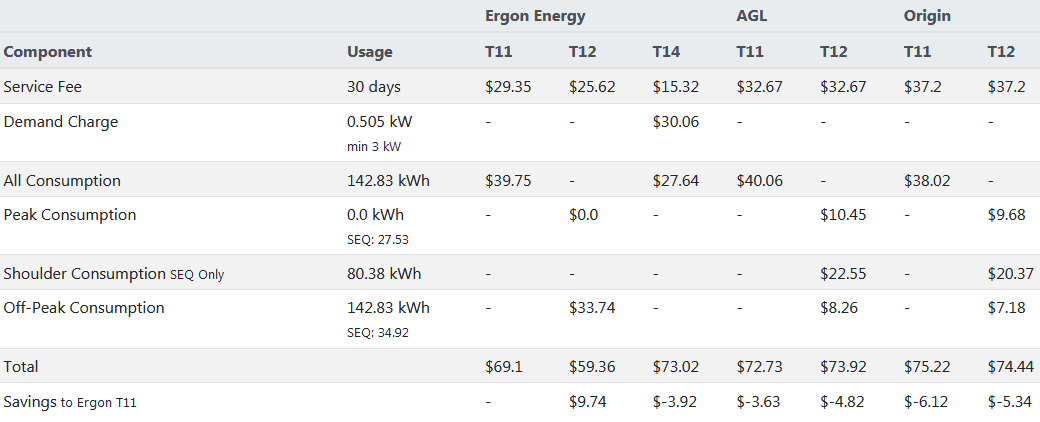 Ergon Energy AGL Origin
Component Usage T11 T12 T14 T11 T12 T11 T12
Service Fee 30 days $29.35 $25.62 $15.32 $32.67 $32.67 $37.2 $37.2
Demand Charge 0.505 kW - - $30.06 - - - -
min 3 kW
All Consumption 142.83 kWh $39.75 - $27.64 $40.06 - $38.02 -
Peak Consumption 0.0 kWh - $0.0 - - $10.45 - $9.68
SEQ: 27.53
Shoulder Consumption SEQ Only 80.38 kWh - - - - $22.55 - $20.37
Off-Peak Consumption 142.83 kWh - $33.74 - - $8.26 - $7.18
SEQ: 34.92
Total $69.1 $59.36 $73.02 $72.73 $73.92 $75.22 $74.44
Savings to Ergon T11 - $9.74 $-3.92 $-3.63 $-4.82 $-6.12 $-5.34